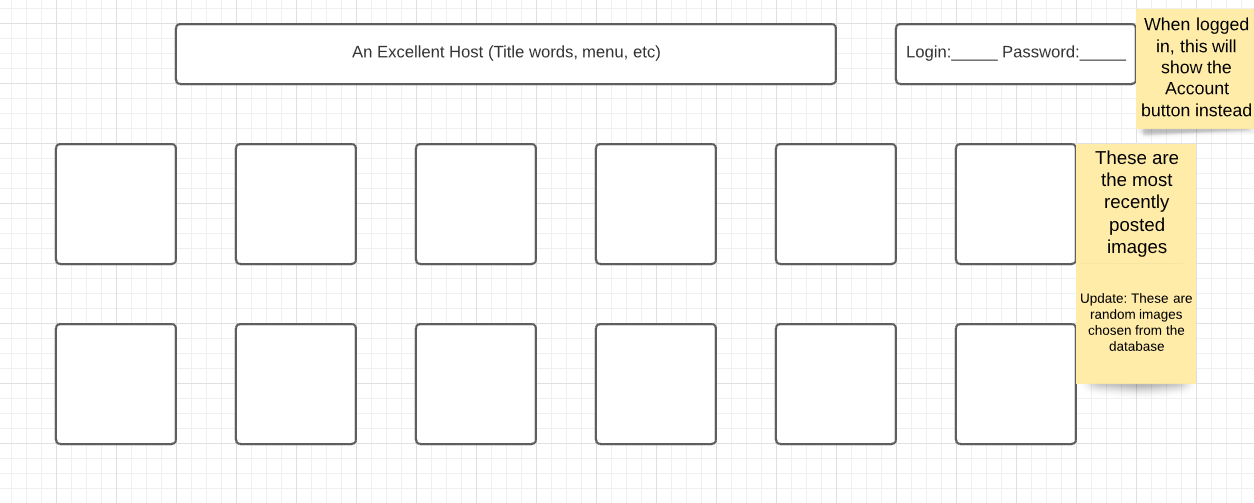 An Excellent Host (Title words, menu, etc)
Login:_____ Password:_____
When logged
in, this will
show the
Account
button instead
These are
the most
recently
posted
images
Update: These are
random images
chosen from the
database